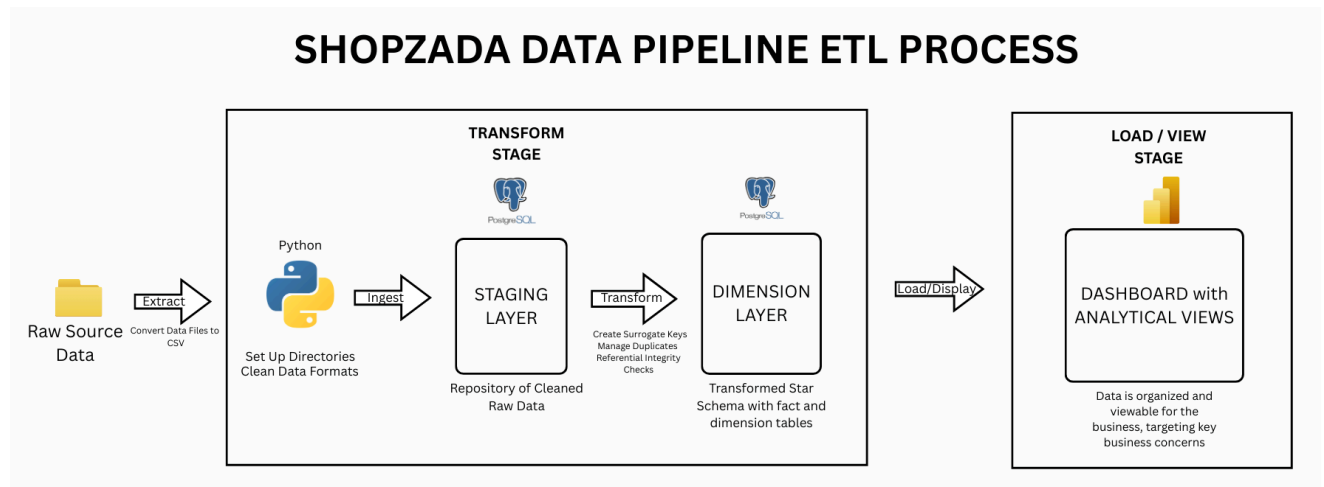 SHOPZADA DATA PIPELINE ETL PROCESS
TRANSFORM
STAGE
PostgreSQL
PostgreSQL
LOAD / VIEW
STAGE
Raw Source
Data
Extract
Convert Data Files to
CSV
Python
Set Up Directories
Clean Data Formats
Ingest
STAGING
LAYER
Repository of Cleaned
Raw Data
Transform
Create Surrogate Keys
Manage Duplicates
Referential Integrity
Checks
DIMENSION
LAYER
Transformed Star
Schema with fact and
dimension tables
Load/Display
DASHBOARD with
ANALYTICAL VIEWS
Data is organized and
viewable for the
business, targeting key
business concerns